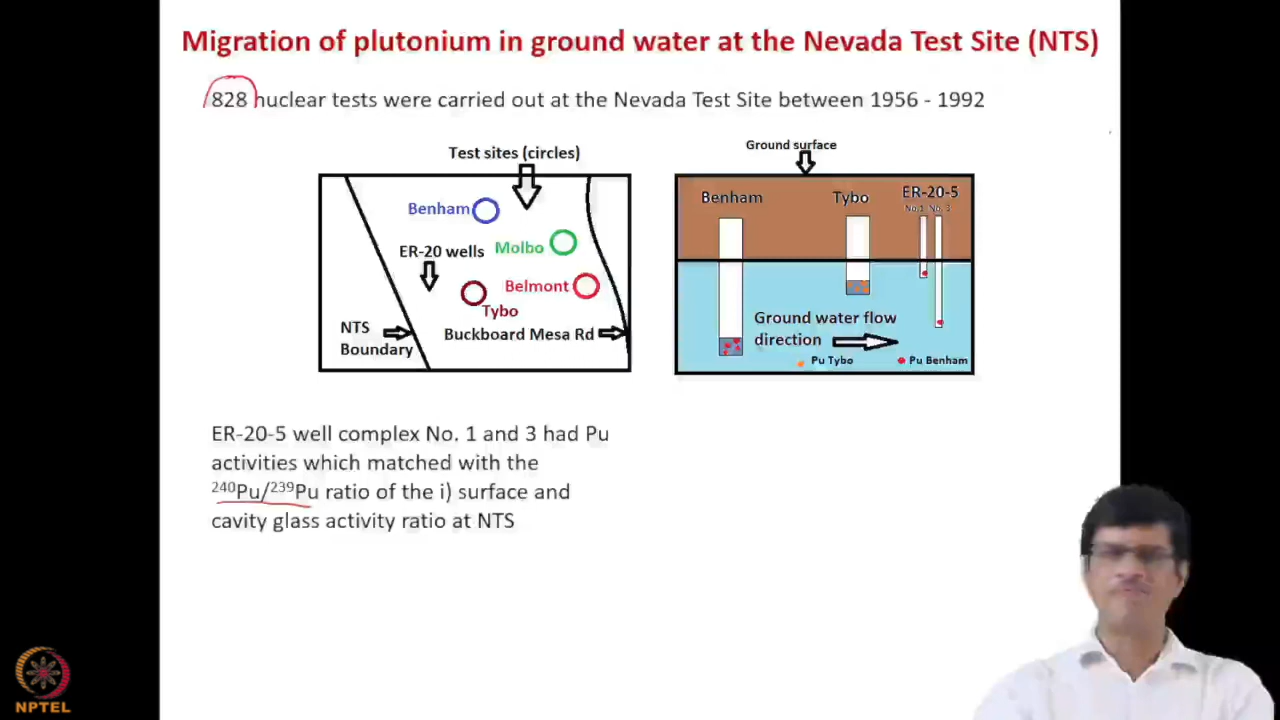 Migration of plutonium in ground water at the Nevada Test Site (NTS)
828 nuclear tests were carried out at the Nevada Test Site between 1956 - 1992
Test sites (circles)
Benham
ER-20 wells
Molbo
Belmont
Tybo
NTS
Boundary
Buckboard Mesa Rd
Ground surface
Benham
Tybo
ER-20-5
No.1 No. 3
Ground water flow
direction
Pu Tybo
Pu Benham
ER-20-5 well complex No. 1 and 3 had Pu
activities which matched with the
²⁴⁰Pu/²³⁹Pu ratio of the i) surface and
cavity glass activity ratio at NTS
NPTEL